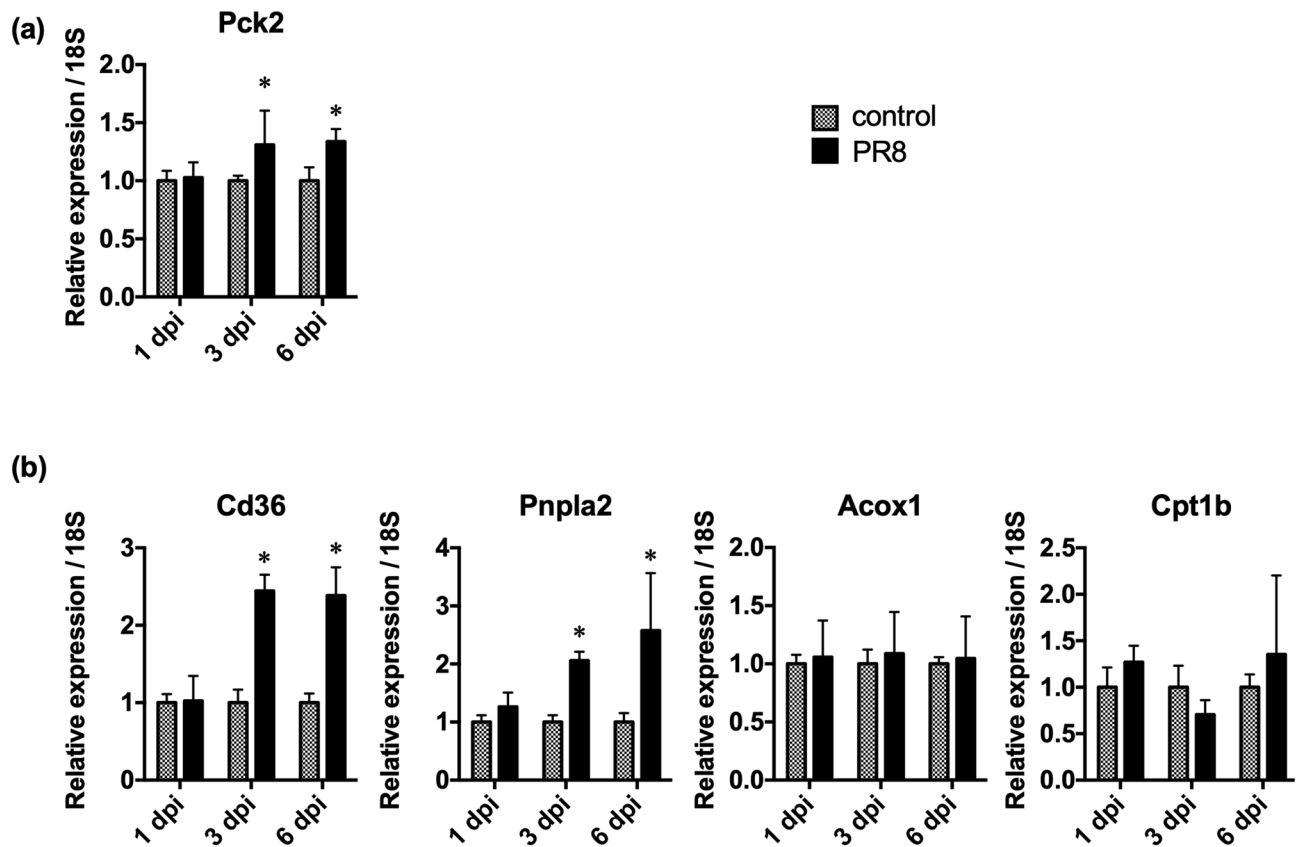 (a)
Pck2
Relative expression / 18S
2.0
1.5
1.0
0.5
0.0
*
*
1 dpi
3 dpi
6 dpi
control
PR8
(b)
Cd36
Relative expression / 18S
3
2
1
0
*
*
1 dpi
3 dpi
6 dpi
Pnpla2
Relative expression / 18S
4
3
2
1
0
*
*
1 dpi
3 dpi
6 dpi
Acox1
Relative expression / 18S
2.0
1.5
1.0
0.5
0.0
1 dpi
3 dpi
6 dpi
Cpt1b
Relative expression / 18S
2.5
2.0
1.5
1.0
0.5
0.0
1 dpi
3 dpi
6 dpi